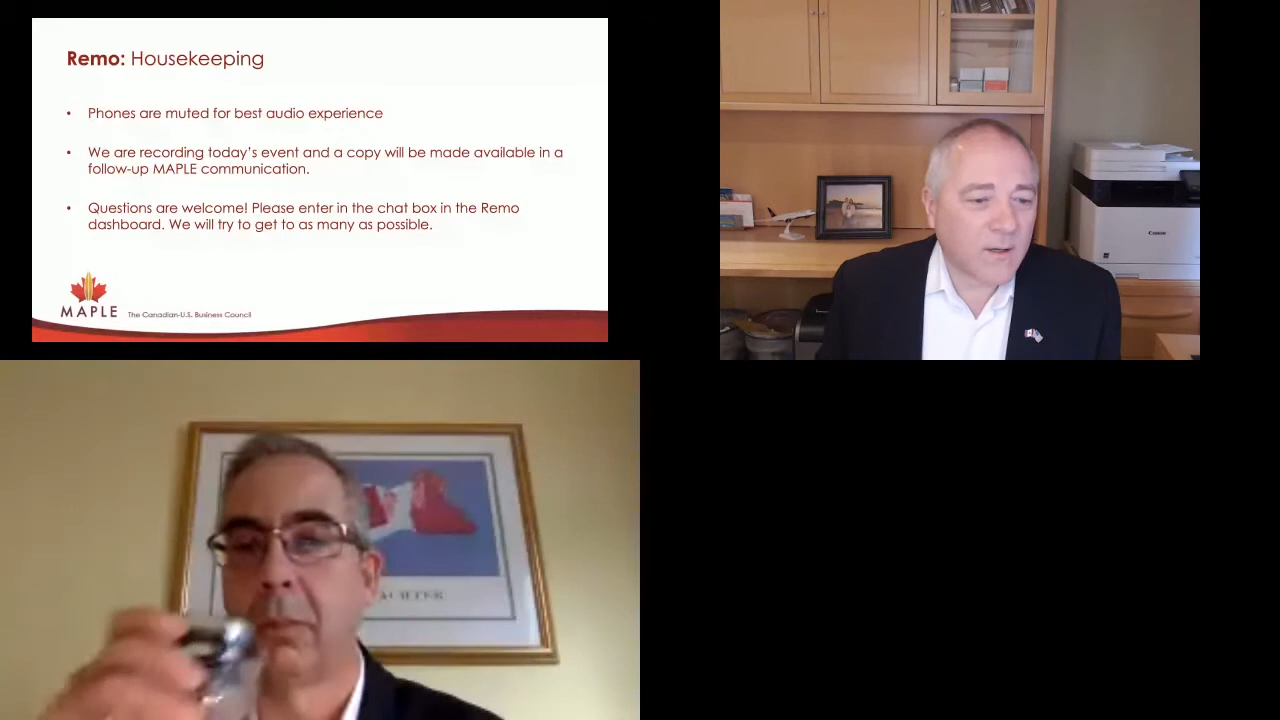 Remo: Housekeeping
• Phones are muted for best audio experience
• We are recording today's event and a copy will be made available in a
follow-up MAPLE communication.
• Questions are welcome! Please enter in the chat box in the Remo
dashboard. We will try to get to as many as possible.
MAPLE The Canadian-U.S. Business Council
Canon